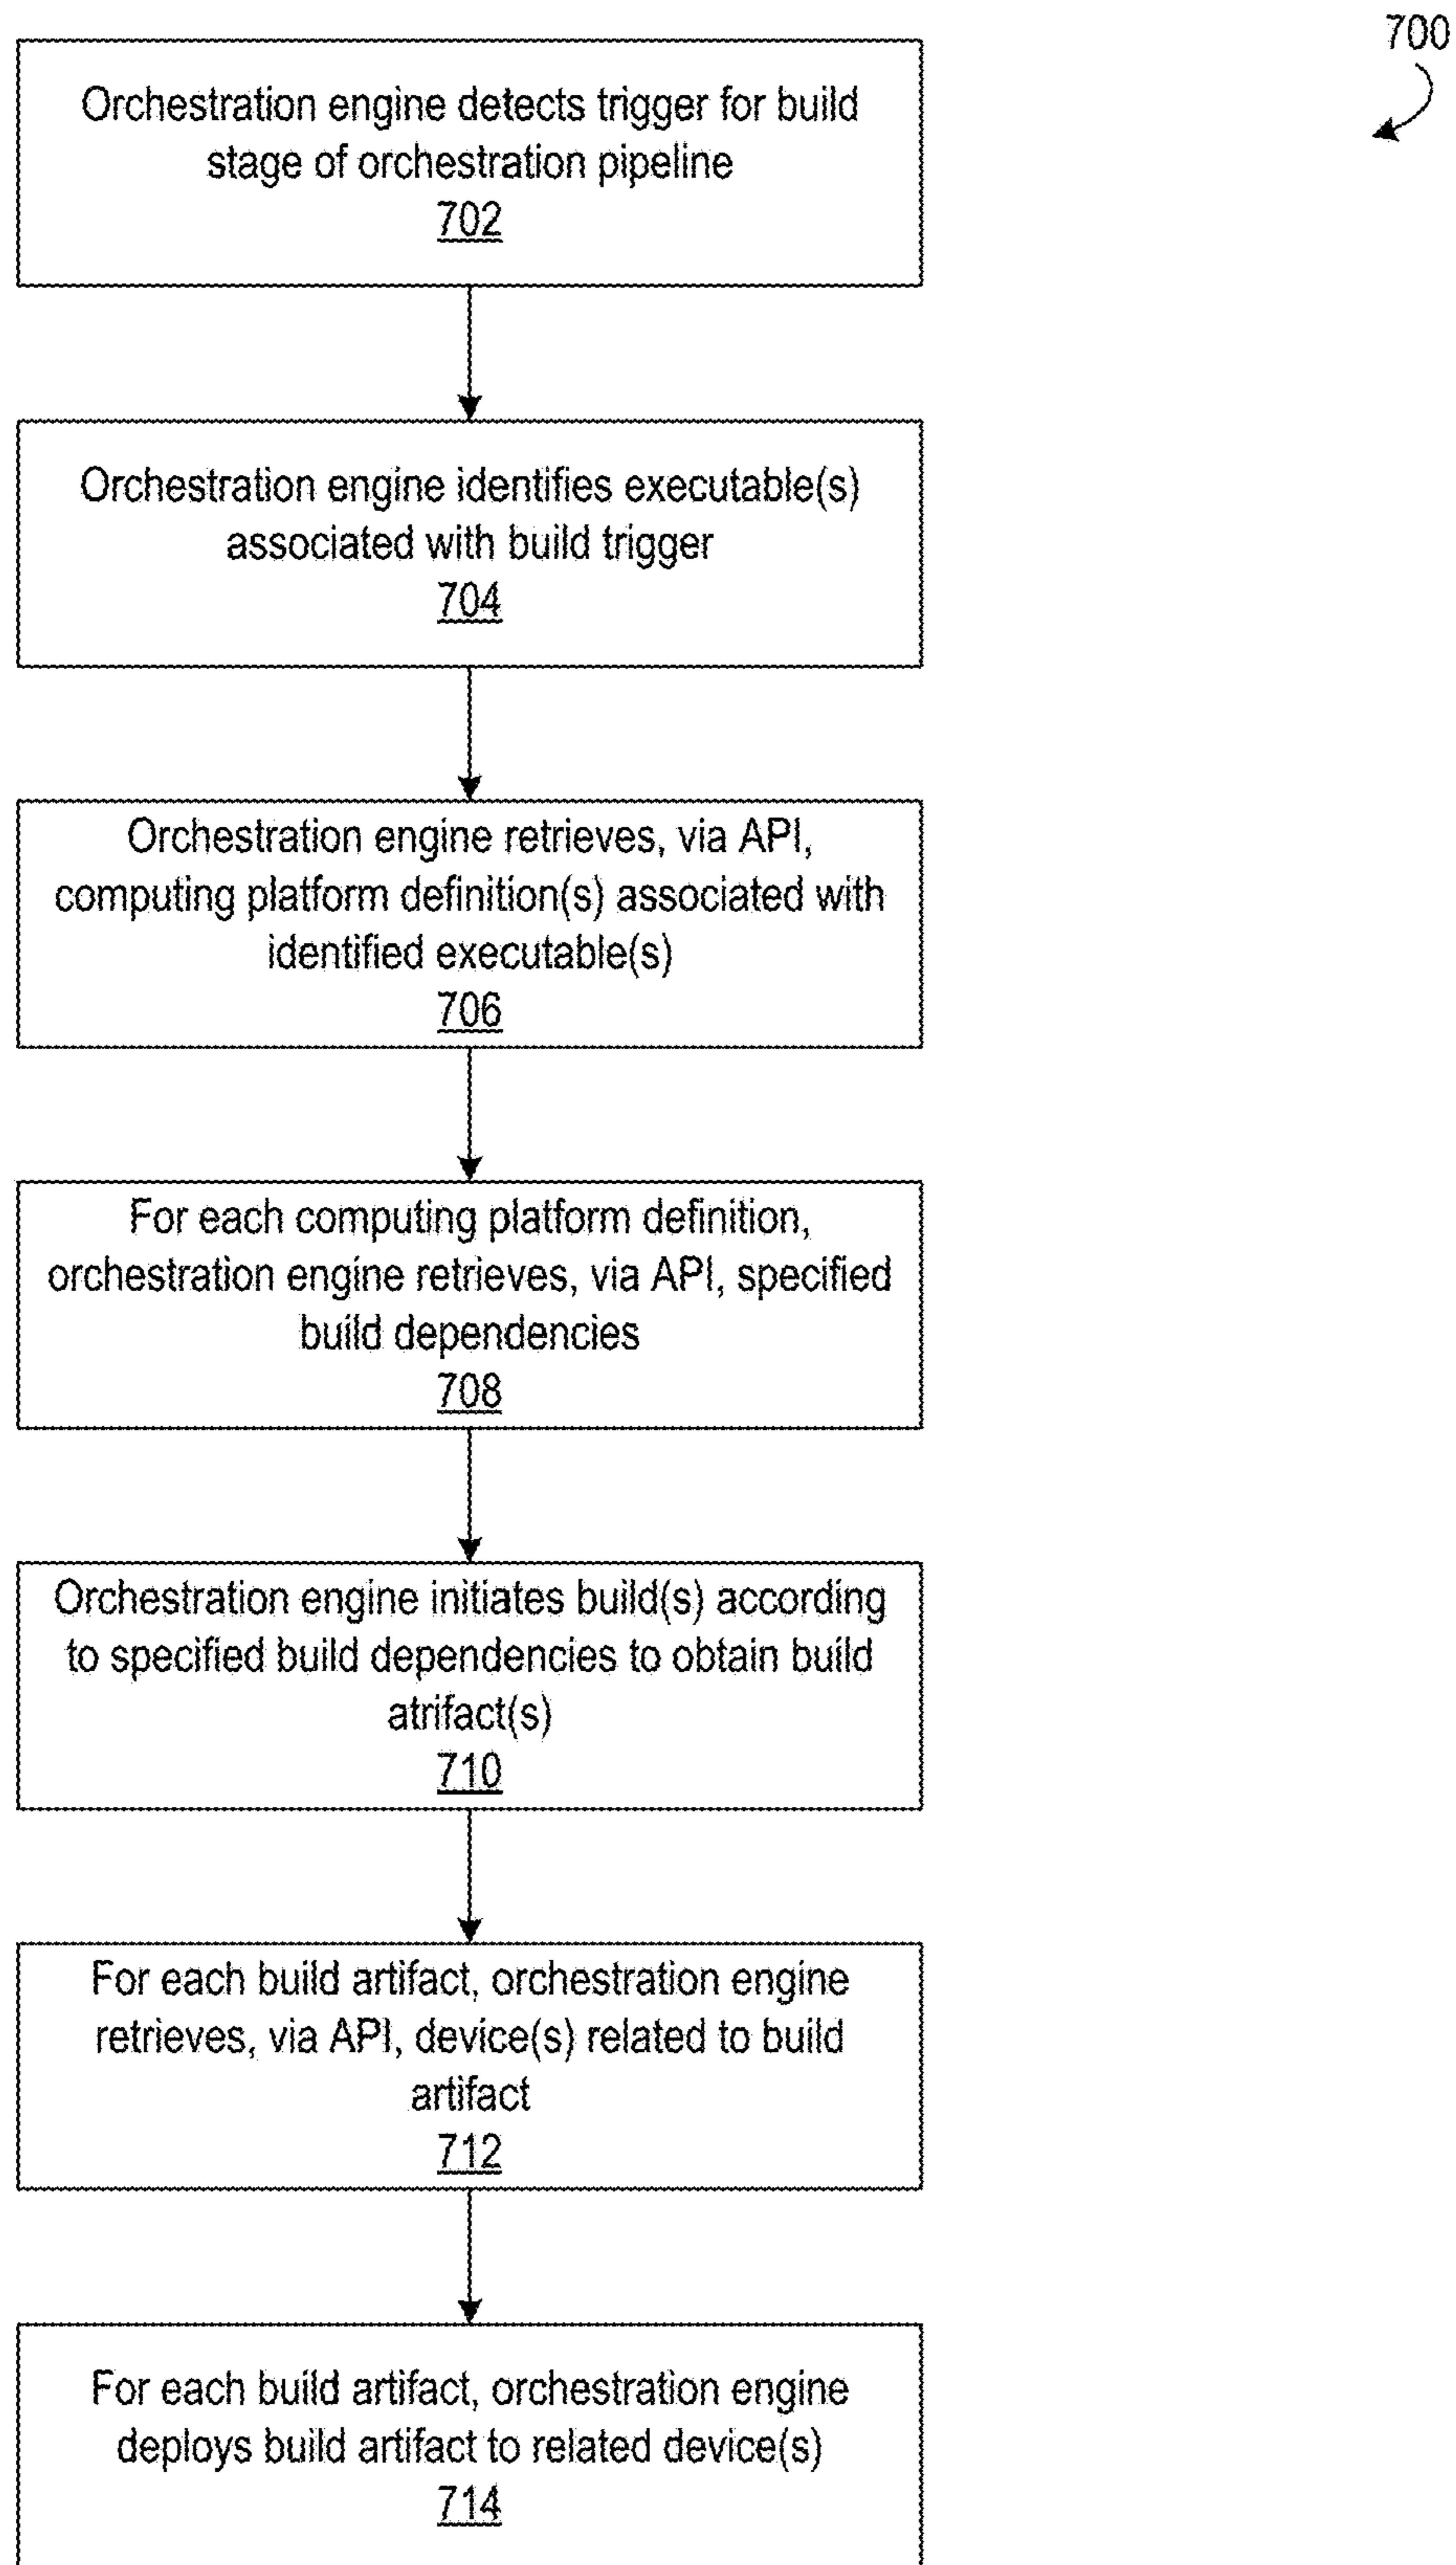 700
Orchestration engine detects trigger for build
stage of orchestration pipeline
702
Orchestration engine identifies executable(s)
associated with build trigger
704
Orchestration engine retrieves, via API,
computing platform definition(s) associated with
identified executable(s)
706
For each computing platform definition,
orchestration engine retrieves, via API, specified
build dependencies
708
Orchestration engine initiates build(s) according
to specified build dependencies to obtain build
atrifact(s)
710
For each build artifact, orchestration engine
retrieves, via API, device(s) related to build
artifact
712
For each build artifact, orchestration engine
deploys build artifact to related device(s)
714